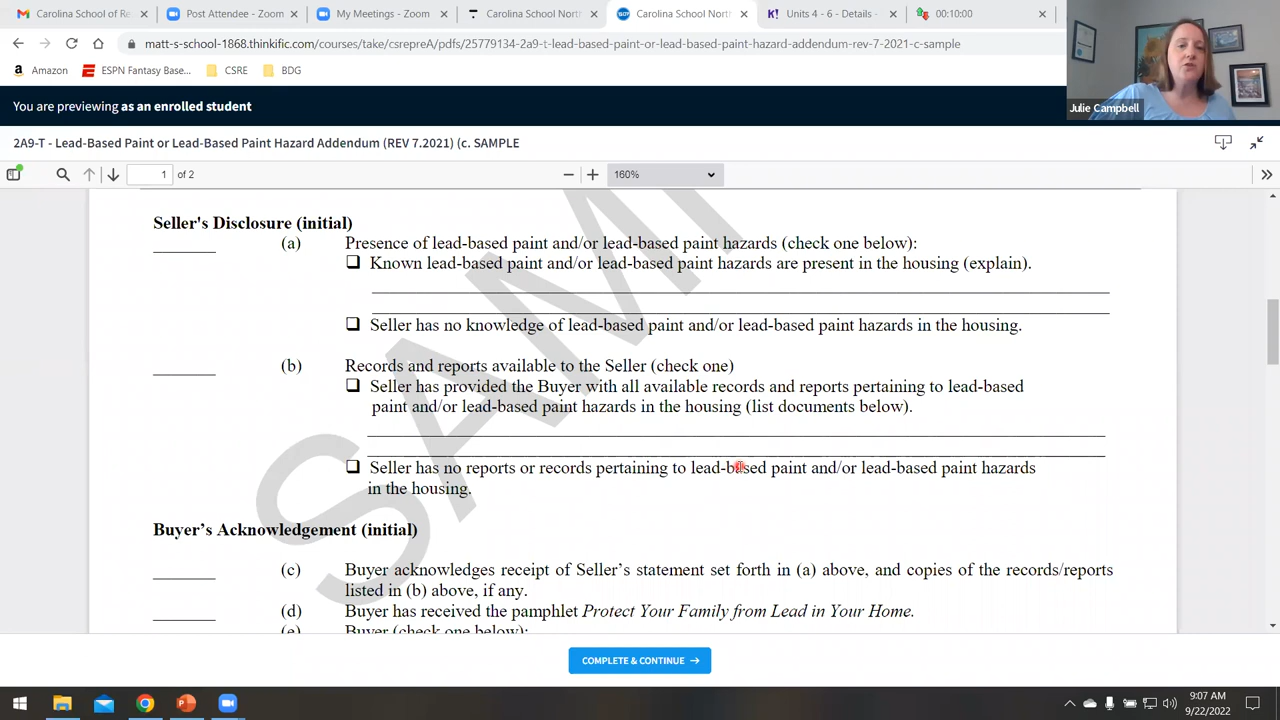 Carolina School of Re
Post Attendee - Zoom
My Meetings - Zoom
Carolina School North
Carolina School North
Units 4 - 6 - Details -
00:10:00
matt-s-school-1868.thinkific.com/courses/take/csrepreA/pdfs/25779134-2a9-t-lead-based-paint-or-lead-based-paint-hazard-addendum-rev-7-2021-c-sample
Amazon
ESPN Fantasy Base...
CSRE
BDG
Julie Campbell
You are previewing as an enrolled student
2A9-T - Lead-Based Paint or Lead-Based Paint Hazard Addendum (REV 7.2021) (c. SAMPLE
1 of 2
160%
SAM
Seller's Disclosure (initial)
(a) Presence of lead-based paint and/or lead-based paint hazards (check one below):
Known lead-based paint and/or lead-based paint hazards are present in the housing (explain).
Seller has no knowledge of lead-based paint and/or lead-based paint hazards in the housing.
(b) Records and reports available to the Seller (check one)
Seller has provided the Buyer with all available records and reports pertaining to lead-based
paint and/or lead-based paint hazards in the housing (list documents below).
Seller has no reports or records pertaining to lead-based paint and/or lead-based paint hazards
in the housing.
Buyer's Acknowledgement (initial)
(c) Buyer acknowledges receipt of Seller's statement set forth in (a) above, and copies of the records/reports
listed in (b) above, if any.
(d) Buyer has received the pamphlet Protect Your Family from Lead in Your Home.
(e) Buyer (check one below):
COMPLETE & CONTINUE →
9:07 AM
9/22/2022